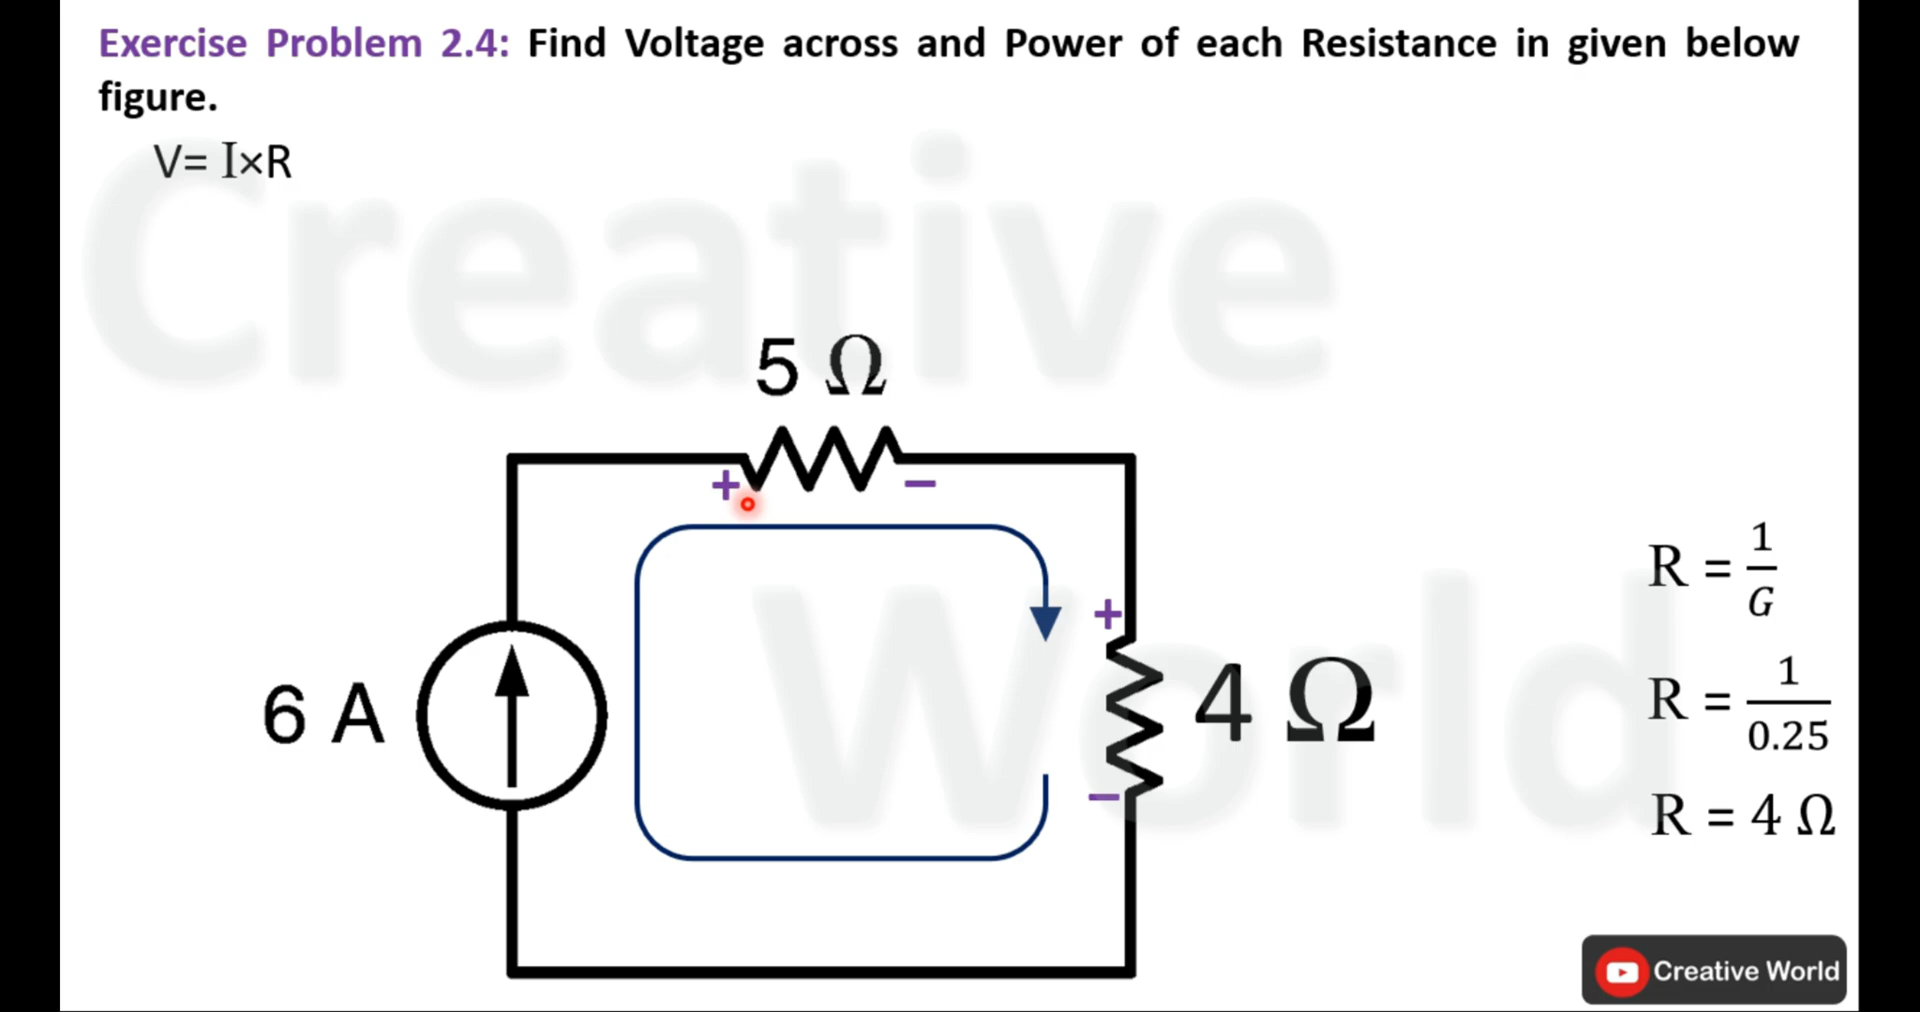 Exercise Problem 2.4: Find Voltage across and Power of each Resistance in given below
figure.
V= I×R
Creative
5 Ω
+ −
World
+
6 A
4 Ω
−
R = 1/G
R = 1/0.25
R = 4 Ω
Creative World